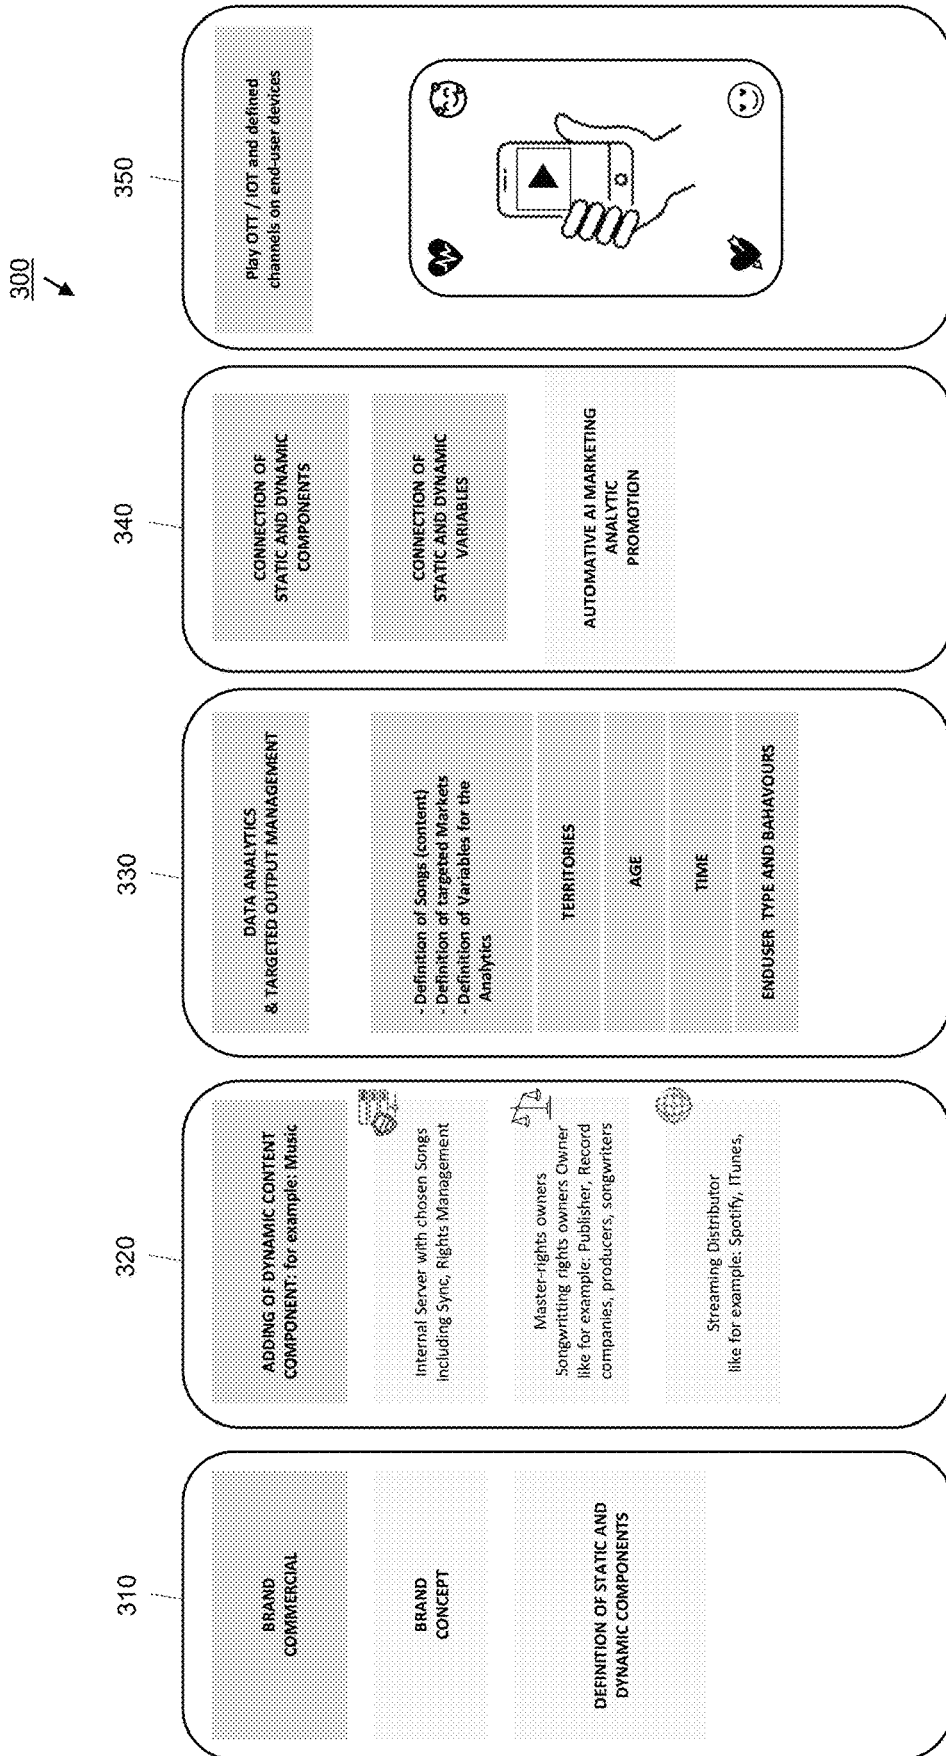 300
310
BRAND
COMMERCIAL
BRAND
CONCEPT
DEFINITION OF STATIC AND
DYNAMIC COMPONENTS
320
ADDING OF DYNAMIC CONTENT
COMPONENT: for example: Music
Internal Server with chosen Songs
including Sync, Rights Management
Master-rights owners
Songwritting rights owners Owner
like for example: Publisher, Record
companies, producers, songwriters
Streaming Distributor
like for example: Spotify, ITunes,
330
DATA ANALYTICS
& TARGETED OUTPUT MANAGEMENT
- Definition of Songs (content)
- Definition of targeted Markets
- Definition of Variables for the
Analytics
TERRITORIES
AGE
TIME
ENDUSER TYPE AND BAHAVOURS
340
CONNECTION OF
STATIC AND DYNAMIC
COMPONENTS
CONNECTION OF
STATIC AND DYNAMIC
VARIABLES
AUTOMATIVE AI MARKETING
ANALYTIC
PROMOTION
350
Play OTT / IOT and defined
channels on end-user devices